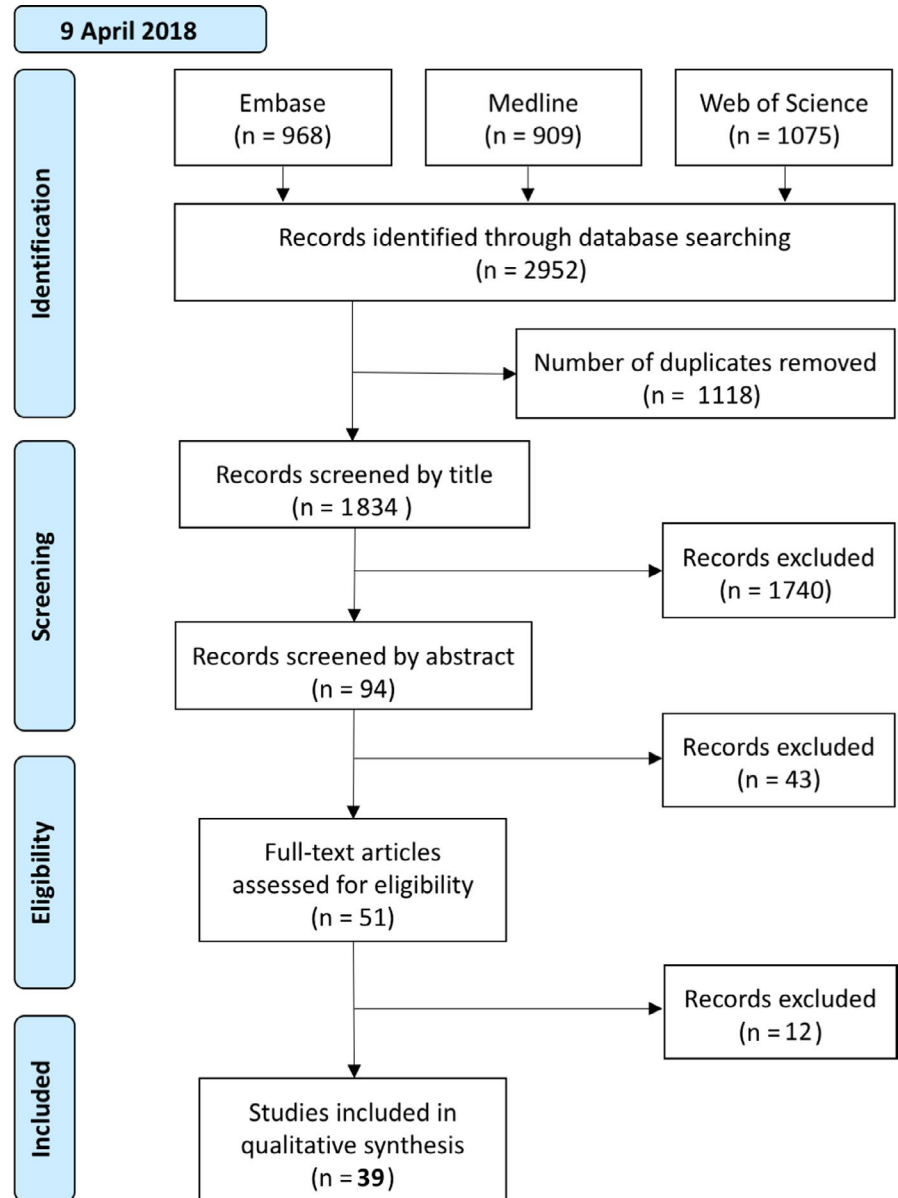 9 April 2018
Identification
Embase
(n = 968)
Medline
(n = 909)
Web of Science
(n = 1075)
Records identified through database searching
(n = 2952)
Number of duplicates removed
(n = 1118)
Screening
Records screened by title
(n = 1834 )
Records excluded
(n = 1740)
Records screened by abstract
(n = 94)
Records excluded
(n = 43)
Eligibility
Full-text articles
assessed for eligibility
(n = 51)
Records excluded
(n = 12)
Included
Studies included in
qualitative synthesis
(n = 39)